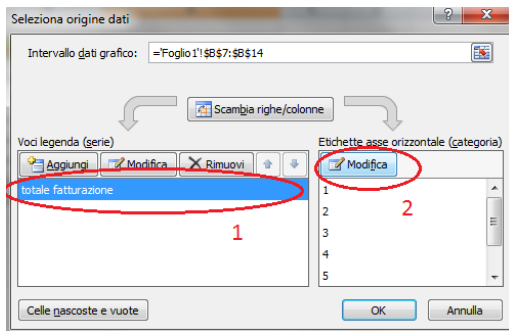 Seleziona origine dati
?
Intervallo dati grafico: ='Foglio1'!$B$7:$B$14
Scambia righe/colonne
Voci legenda (serie)
Etichette asse orizzontale (categoria)
Aggiungi Modifica Rimuovi
Modifica
totale fatturazione
1
2
3
4
5
1
2
Celle nascoste e vuote
OK Annulla